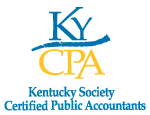 KY
CPA
Kentucky Society
Certified Public Accountants